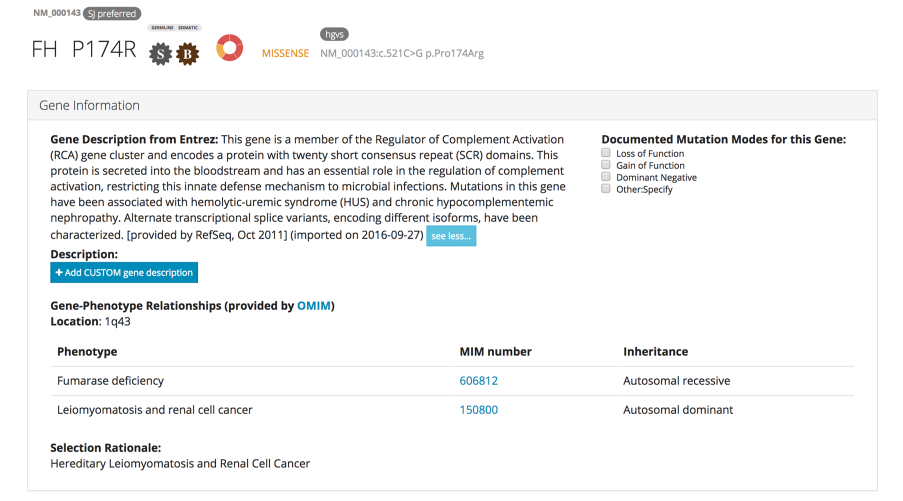 NM_000143 SJ preferred
GERMLINE SOMATIC
hgvs
FH P174R S B MISSENSE NM_000143:c.521C>G p.Pro174Arg
Gene Information
Gene Description from Entrez: This gene is a member of the Regulator of Complement Activation
(RCA) gene cluster and encodes a protein with twenty short consensus repeat (SCR) domains. This
protein is secreted into the bloodstream and has an essential role in the regulation of complement
activation, restricting this innate defense mechanism to microbial infections. Mutations in this gene
have been associated with hemolytic-uremic syndrome (HUS) and chronic hypocomplementemic
nephropathy. Alternate transcriptional splice variants, encoding different isoforms, have been
characterized. [provided by RefSeq, Oct 2011] (imported on 2016-09-27) see less...
Description:
+ Add CUSTOM gene description
Documented Mutation Modes for this Gene:
Loss of Function
Gain of Function
Dominant Negative
Other:Specify
Gene-Phenotype Relationships (provided by OMIM)
Location: 1q43
Phenotype MIM number Inheritance
Fumarase deficiency 606812 Autosomal recessive
Leiomyomatosis and renal cell cancer 150800 Autosomal dominant
Selection Rationale:
Hereditary Leiomyomatosis and Renal Cell Cancer